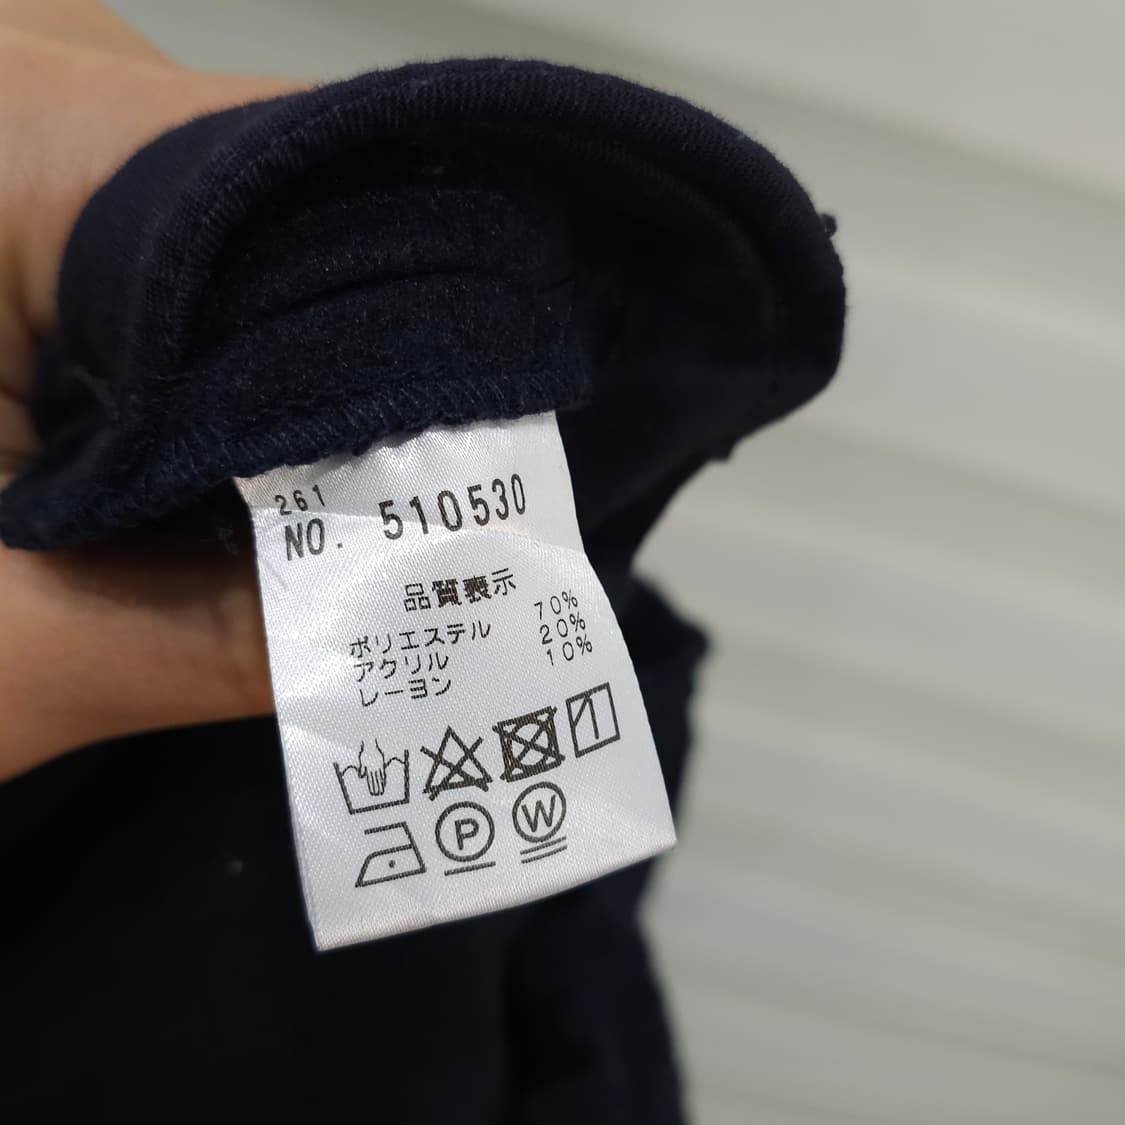 261
NO. 510530
品質表示
ポリエステル 70%
アクリル 20%
レーヨン 10%
P W